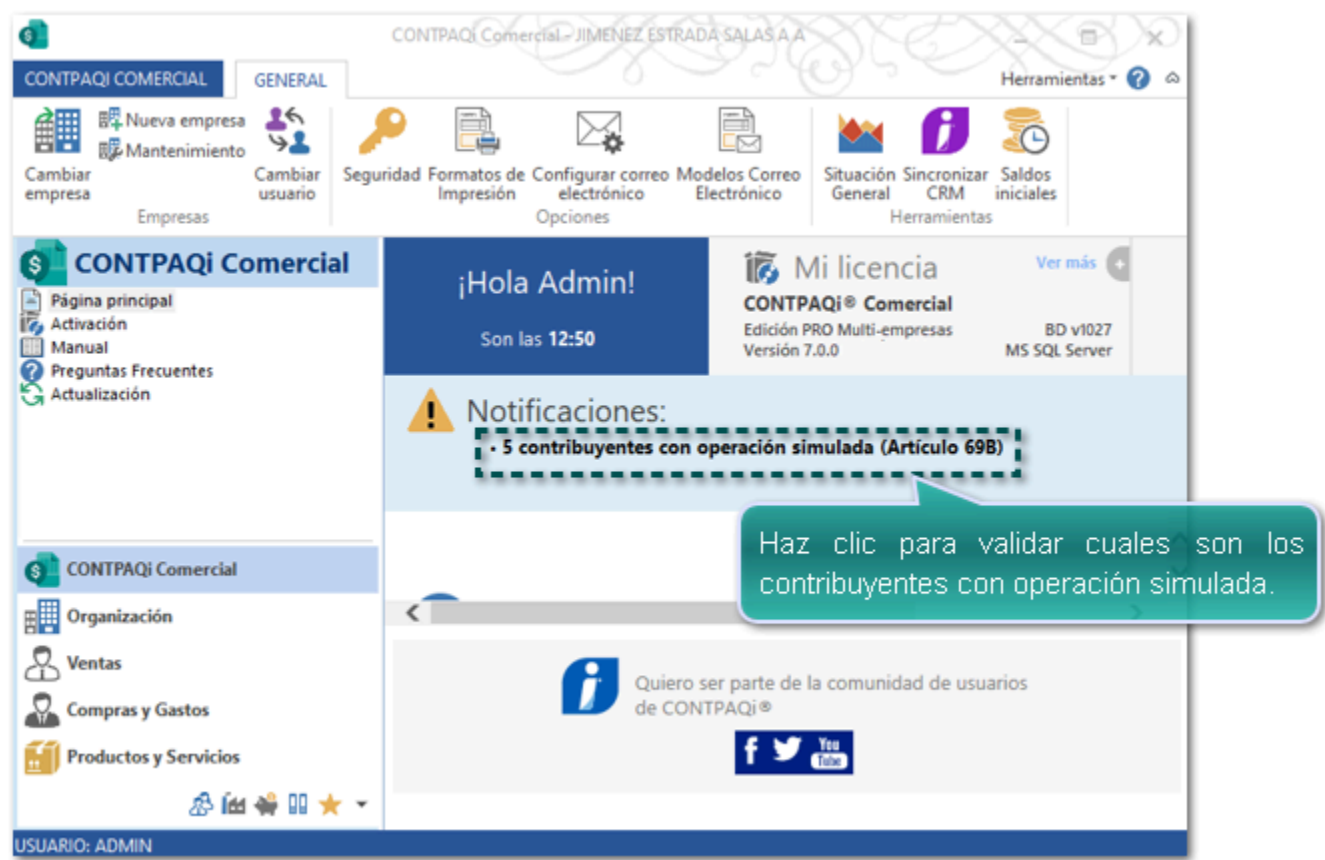 CONTPAQi Comercial - JIMENEZ ESTRADA SALAS A A
CONTPAQI COMERCIAL
GENERAL
Herramientas
Nueva empresa
Mantenimiento
Cambiar
empresa
Cambiar
usuario
Empresas
Seguridad
Formatos de
Impresión
Configurar correo
electrónico
Modelos Correo
Electrónico
Opciones
Situación
General
Sincronizar
CRM
Saldos
iniciales
Herramientas
CONTPAQi Comercial
Página principal
Activación
Manual
Preguntas Frecuentes
Actualización
¡Hola Admin!
Son las 12:50
Mi licencia
Ver más
CONTPAQi® Comercial
Edición PRO Multi-empresas
BD v1027
Versión 7.0.0
MS SQL Server
Notificaciones:
· 5 contribuyentes con operación simulada (Artículo 69B)
Haz clic para validar cuales son los
contribuyentes con operación simulada.
CONTPAQi Comercial
Organización
Ventas
Compras y Gastos
Productos y Servicios
Quiero ser parte de la comunidad de usuarios
de CONTPAQi®
You
Tube
USUARIO: ADMIN